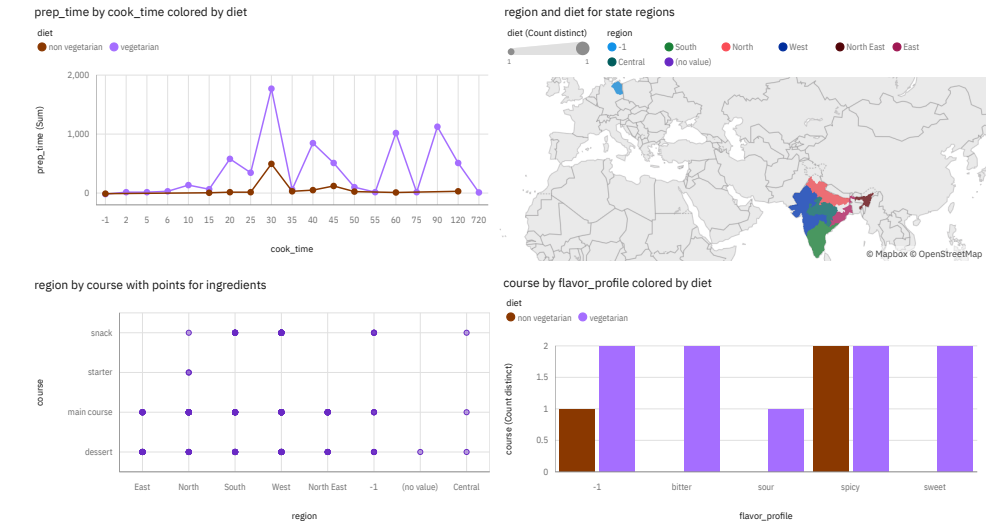 prep_time by cook_time colored by diet
diet
non vegetarian vegetarian
2,000
1,000
0
prep_time (Sum)
-1 2 5 6 10 15 20 25 30 35 40 45 50 55 60 75 90 120 720
cook_time
region and diet for state regions
diet (Count distinct)
1 1
region
-1 South North West North East East
Central (no value)
© Mapbox © OpenStreetMap
region by course with points for ingredients
snack
starter
main course
dessert
course
East North South West North East -1 (no value) Central
region
course by flavor_profile colored by diet
diet
non vegetarian vegetarian
2
1.5
1
0.5
0
course (Count distinct)
-1 bitter sour spicy sweet
flavor_profile